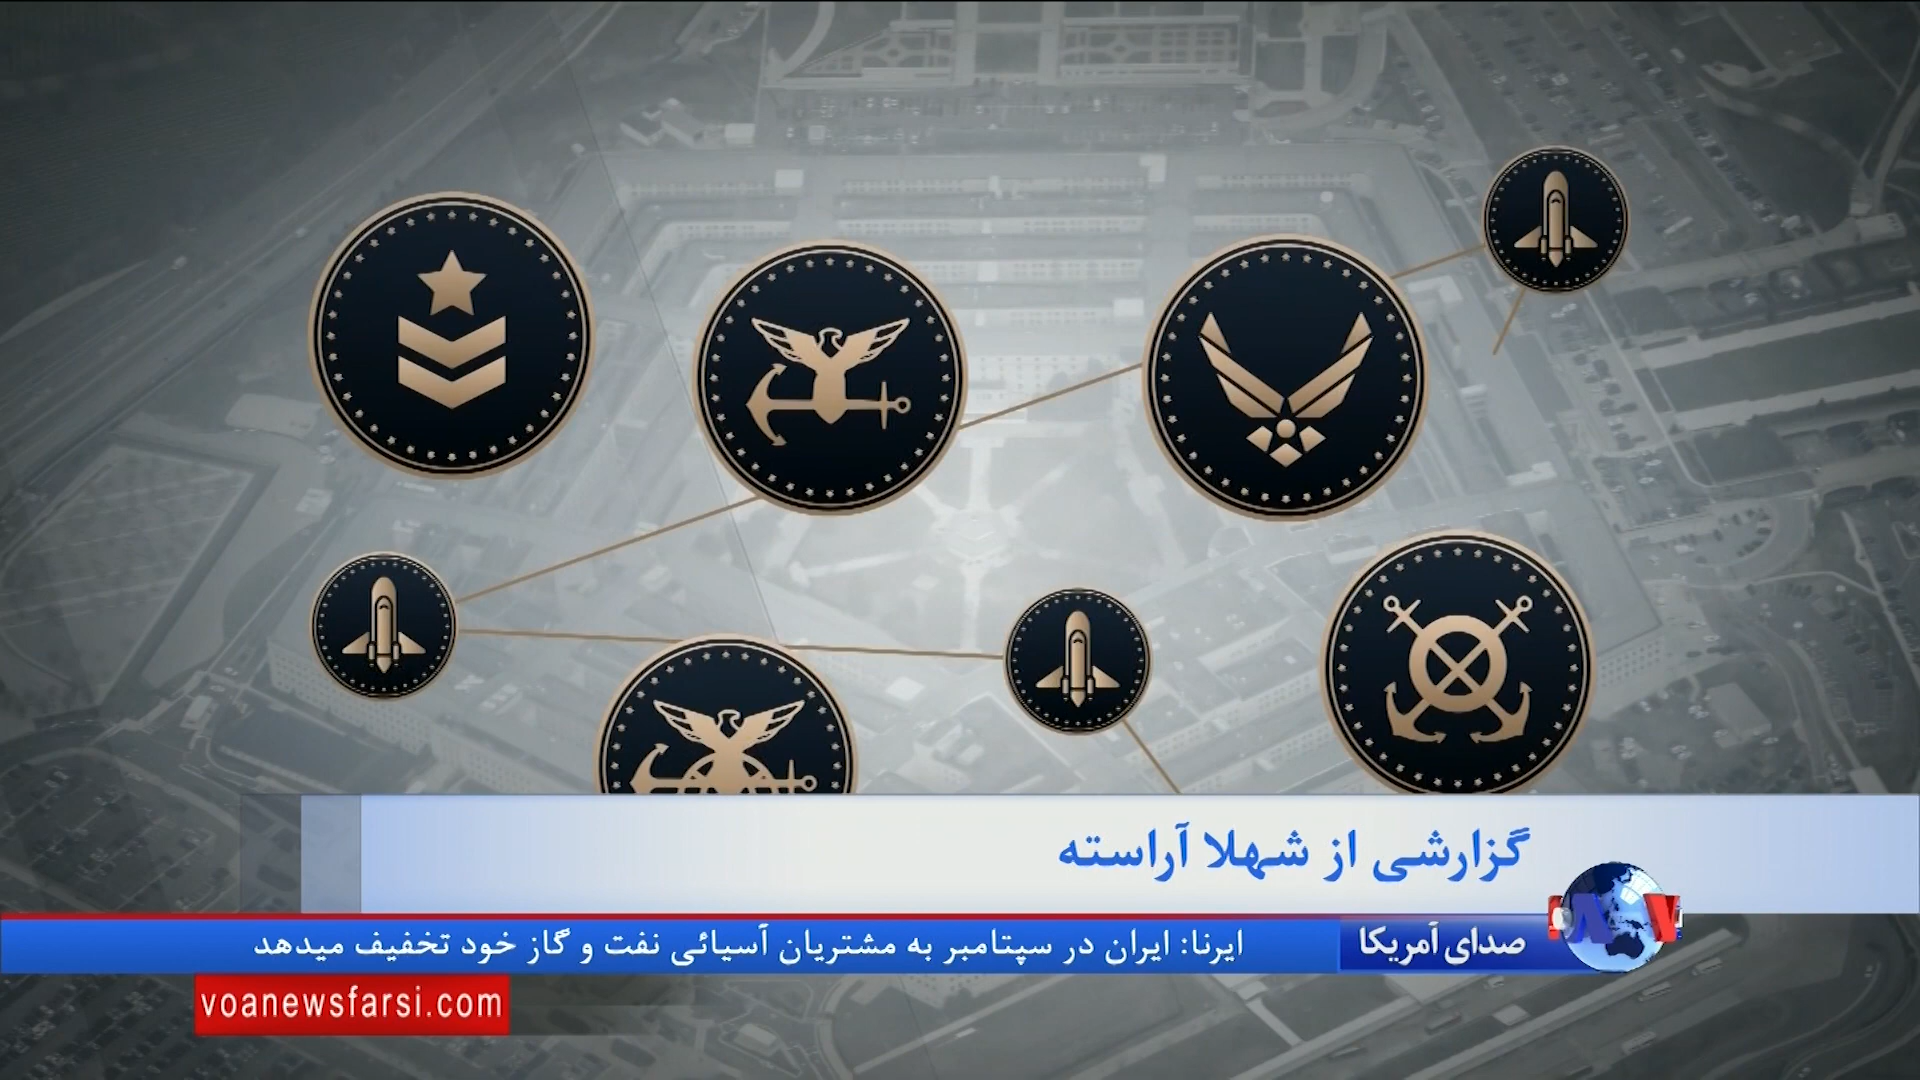 گزارشی از شهلا آراسته
صدای آمریکا
ایرنا: ایران در سپتامبر به مشتریان آسیائی نفت و گاز خود تخفیف میدهد
voanewsfarsi.com
VOA